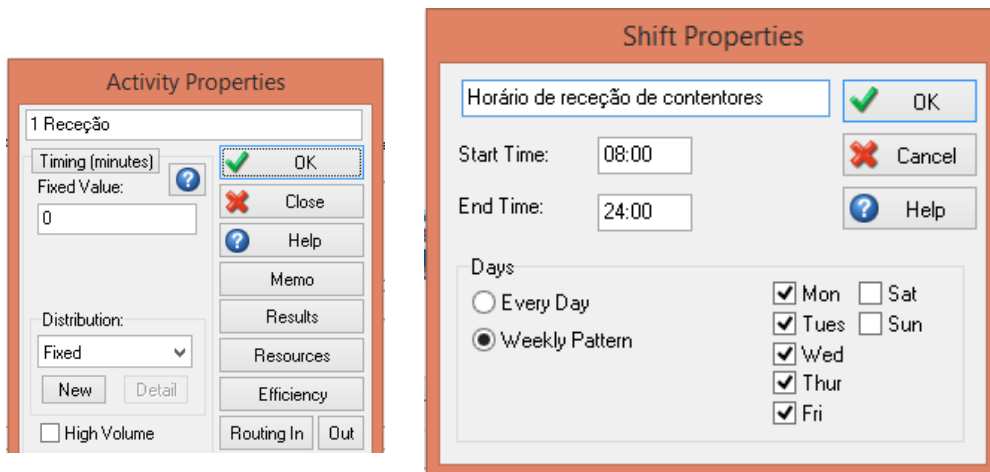 Activity Properties
1 Receção
Timing (minutes)
Fixed Value:
0
Distribution:
Fixed
New Detail
High Volume
OK
Close
Help
Memo
Results
Resources
Efficiency
Routing In Out
Shift Properties
Horário de receção de contentores
Start Time: 08:00
End Time: 24:00
OK
Cancel
Help
Days
Every Day
Weekly Pattern
Mon Sat
Tues Sun
Wed
Thur
Fri